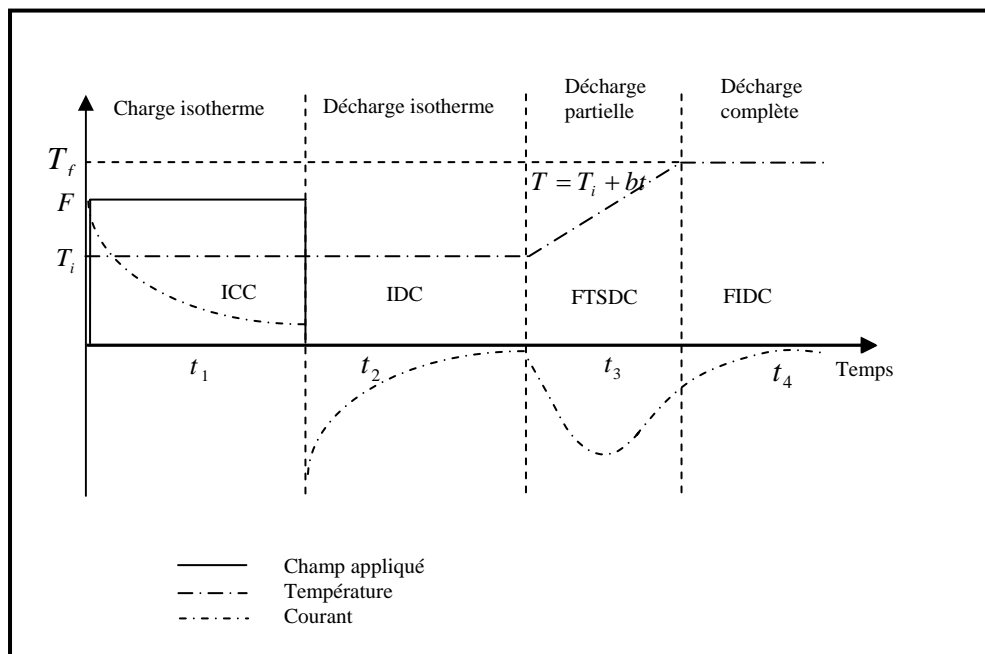 Charge isotherme
Décharge isotherme
Décharge
partielle
Décharge
complète
T_f
T = T_i + bt
F
T_i
ICC
IDC
FTSDC
FIDC
t_1
t_2
t_3
t_4
Temps
Champ appliqué
Température
Courant